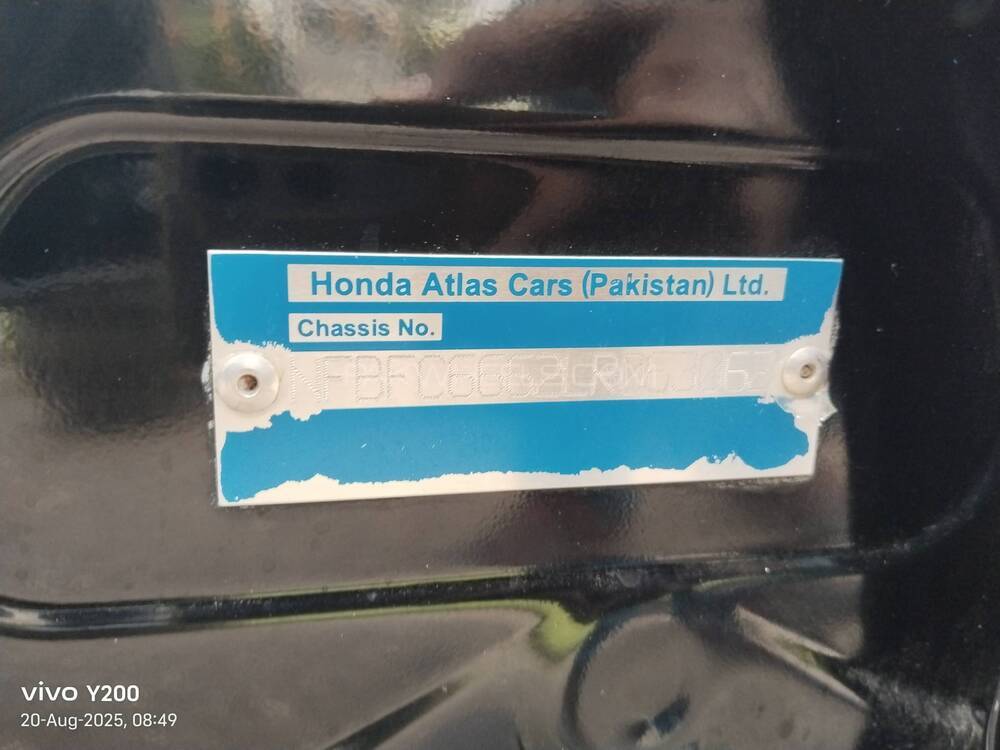 Honda Atlas Cars (Pakistan) Ltd.
Chassis No.
vivo Y200
20-Aug-2025, 08:49